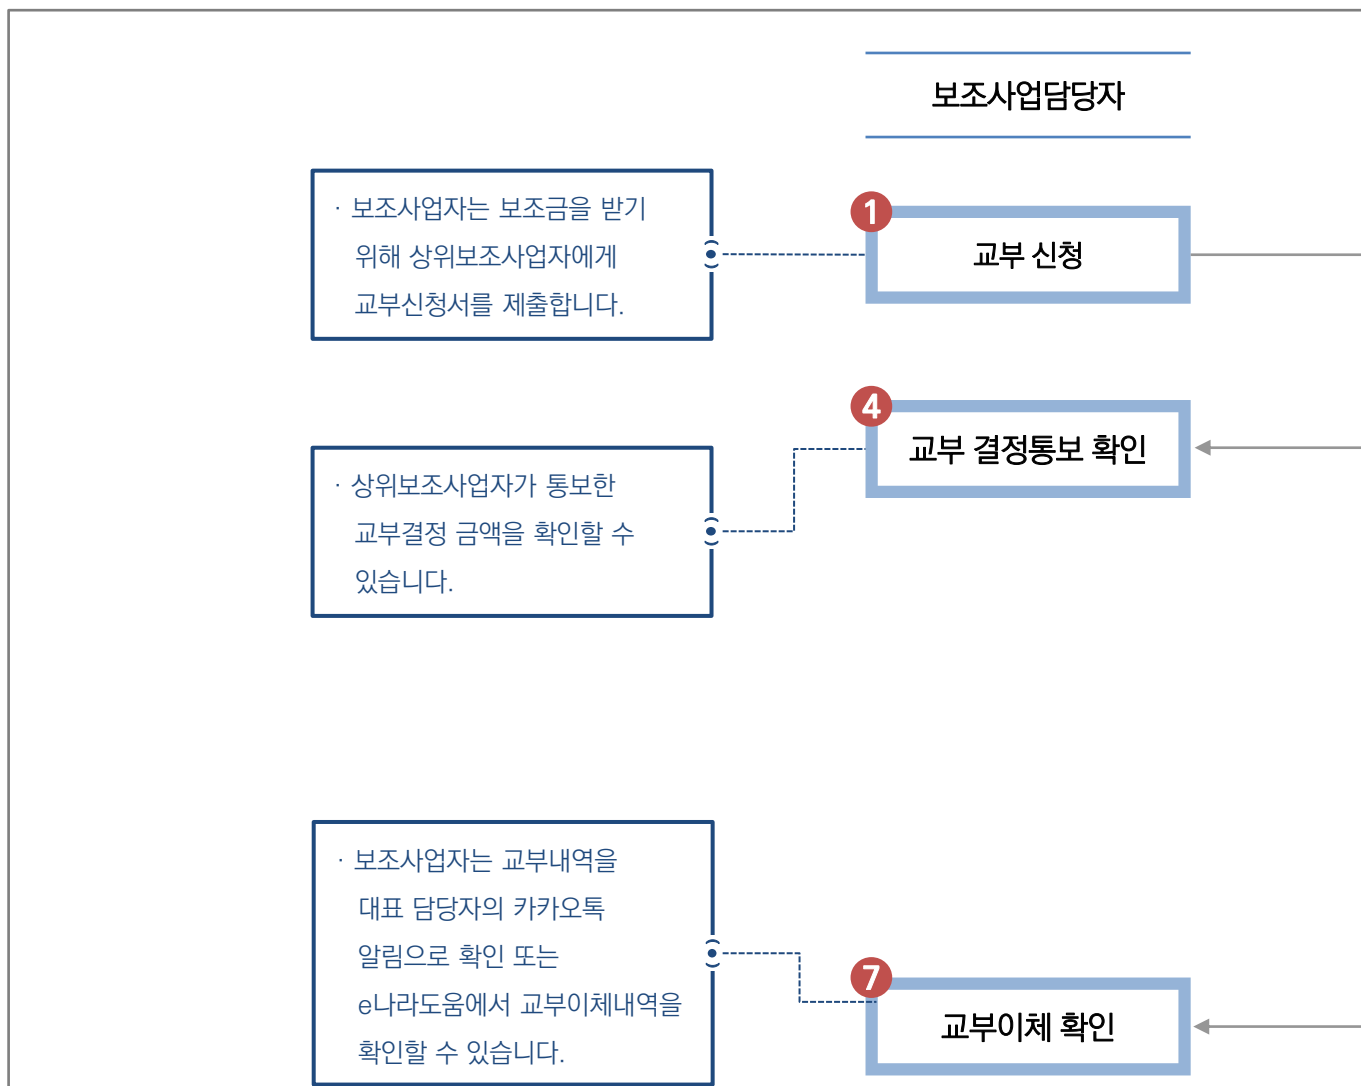 보조사업담당자
· 보조사업자는 보조금을 받기
위해 상위보조사업자에게
교부신청서를 제출합니다.
1
교부 신청
4
교부 결정통보 확인
· 상위보조사업자가 통보한
교부결정 금액을 확인할 수
있습니다.
· 보조사업자는 교부내역을
대표 담당자의 카카오톡
알림으로 확인 또는
e나라도움에서 교부이체내역을
확인할 수 있습니다.
7
교부이체 확인